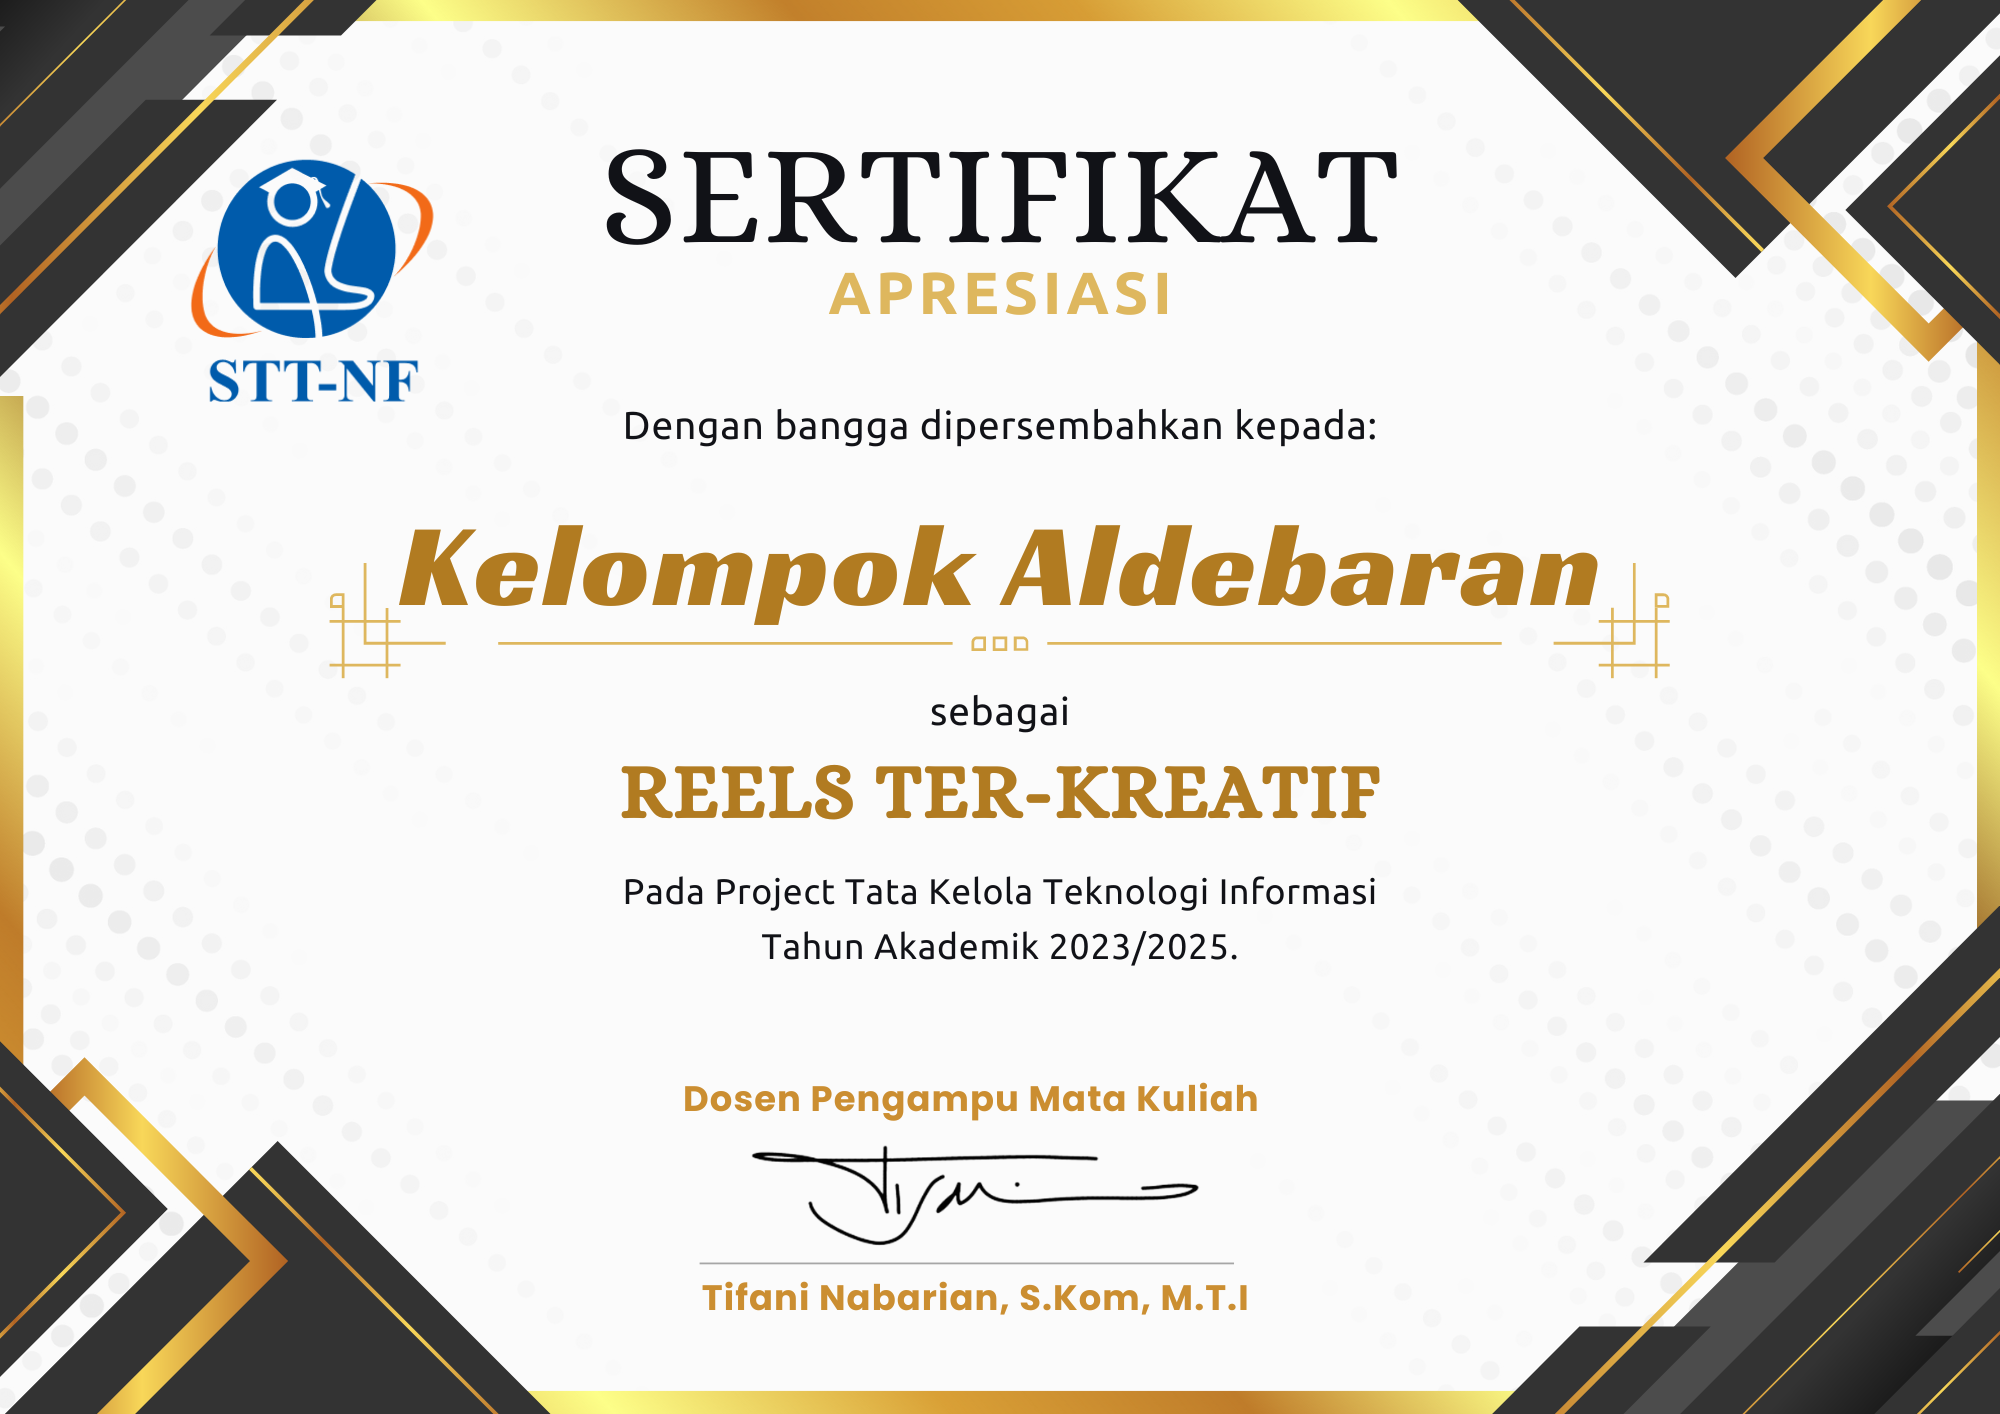 SERTIFIKAT
APRESIASI
STT-NF
Dengan bangga dipersembahkan kepada:
Kelompok Aldebaran
sebagai
REELS TER-KREATIF
Pada Project Tata Kelola Teknologi Informasi
Tahun Akademik 2023/2025.
Dosen Pengampu Mata Kuliah
Tifani Nabarian, S.Kom, M.T.I